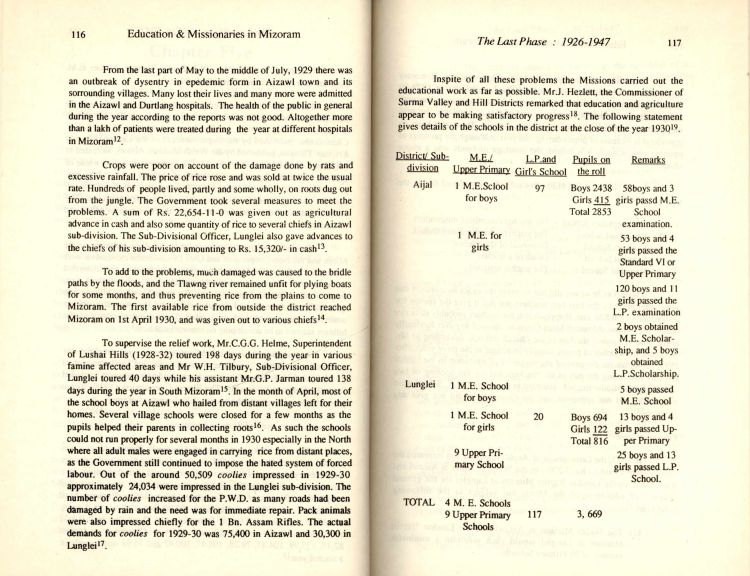 116 Education & Missionaries in Mizoram
From the last part of May to the middle of July, 1929 there was
an outbreak of dysentry in epedemic form in Aizawl town and its
sorrounding villages. Many lost their lives and many more were admitted
in the Aizawl and Durtlang hospitals. The health of the public in general
during the year according to the reports was not good. Altogether more
than a lakh of patients were treated during the year at different hospitals
in Mizoram12.
Crops were poor on account of the damage done by rats and
excessive rainfall. The price of rice rose and was sold at twice the usual
rate. Hundreds of people lived, partly and some wholly, on roots dug out
from the jungle. The Government took several measures to meet the
problems. A sum of Rs. 22,654-11-0 was given out as agricultural
advance in cash and also some quantity of rice to several chiefs in Aizawl
sub-division. The Sub-Divisional Officer, Lunglei also gave advances to
the chiefs of his sub-division amounting to Rs. 15,320/- in cash13.
To add to the problems, much damaged was caused to the bridle
paths by the floods, and the Tlawng river remained unfit for plying boats
for some months, and thus preventing rice from the plains to come to
Mizoram. The first available rice from outside the district reached
Mizoram on 1st April 1930, and was given out to various chiefs14.
To supervise the relief work, Mr.C.G.G. Helme, Superintendent
of Lushai Hills (1928-32) toured 198 days during the year in various
famine affected areas and Mr W.H. Tilbury, Sub-Divisional Officer,
Lunglei toured 40 days while his assistant Mr.G.P. Jarman toured 138
days during the year in South Mizoram15. In the month of April, most of
the school boys at Aizawl who hailed from distant villages left for their
homes. Several village schools were closed for a few months as the
pupils helped their parents in collecting roots16. As such the schools
could not run properly for several months in 1930 especially in the North
where all adult males were engaged in carrying rice from distant places,
as the Government still continued to impose the hated system of forced
labour. Out of the around 50,509 coolies impressed in 1929-30
approximately 24,034 were impressed in the Lunglei sub-division. The
number of coolies increased for the P.W.D. as many roads had been
damaged by rain and the need was for immediate repair. Pack animals
were also impressed chiefly for the 1 Bn. Assam Rifles. The actual
demands for coolies for 1929-30 was 75,400 in Aizawl and 30,300 in
Lunglei17.
The Last Phase : 1926-1947 117
Inspite of all these problems the Missions carried out the
educational work as far as possible. Mr.J. Hezlett, the Commissioner of
Surma Valley and Hill Districts remarked that education and agriculture
appear to be making satisfactory progress18. The following statement
gives details of the schools in the district at the close of the year 193019.
District/ Sub- M.E./ L.P.and Pupils on Remarks
division Upper Primary Girl's School the roll
Aijal 1 M.E.Sclool 97 Boys 2438 58boys and 3
for boys Girls 415 girls passd M.E.
Total 2853 School
examination.
1 M.E. for 53 boys and 4
girls girls passed the
Standard VI or
Upper Primary
120 boys and 11
girls passed the
L.P. examination
2 boys obtained
M.E. Scholar-
ship, and 5 boys
obtained
L.P.Scholarship.
Lunglei 1 M.E. School 5 boys passed
for boys M.E. School
1 M.E. School 20 Boys 694 13 boys and 4
for girls Girls 122 girls passed Up-
Total 816 per Primary
9 Upper Pri- 25 boys and 13
mary School girls passed L.P.
School.
TOTAL 4 M. E. Schools
9 Upper Primary 117 3, 669
Schools